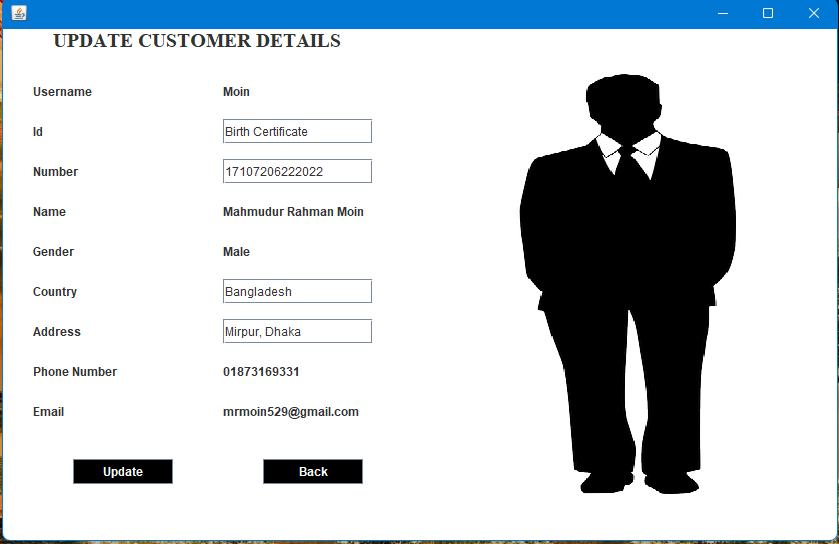 UPDATE CUSTOMER DETAILS
Username Moin
Id Birth Certificate
Number 17107206222022
Name Mahmudur Rahman Moin
Gender Male
Country Bangladesh
Address Mirpur, Dhaka
Phone Number 01873169331
Email mrmoin529@gmail.com
Update Back